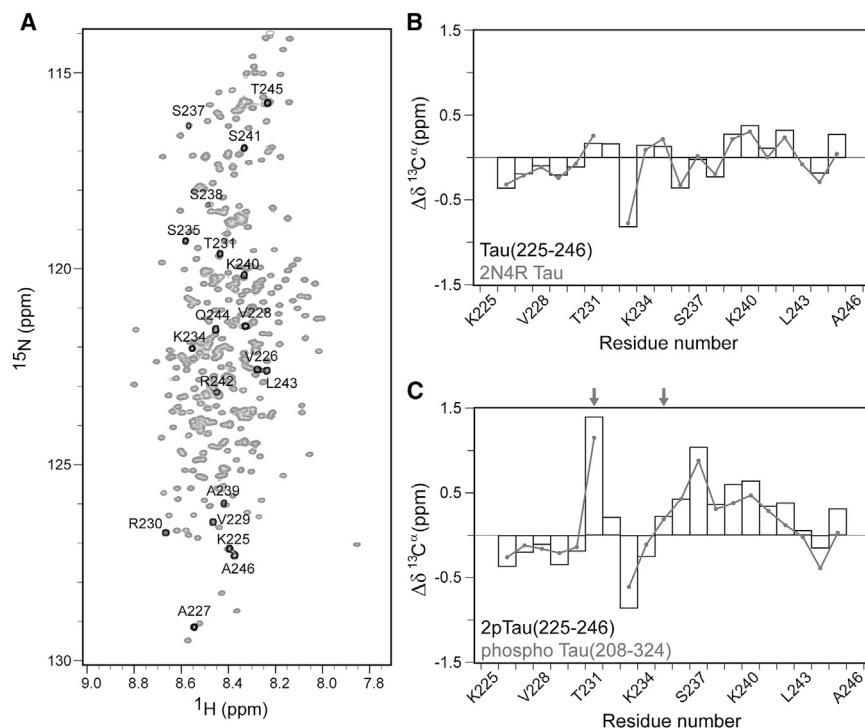 A
115
120
125
130
15N (ppm)
9.0 8.6 8.4 8.2 8.0 7.8
1H (ppm)
T245
S237
S241
S238
S235
T231
K240
Q244
V228
K234
V226
R242
L243
A239
R230
V229
K225
A246
A227
B
1.5
0.5
-0.5
-1.5
Δδ 13Cα(ppm)
Tau(225-246)
2N4R Tau
K225 V228 T231 K234 S237 K240 L243 A246
Residue number
C
1.5
0.5
-0.5
-1.5
Δδ 13Cα(ppm)
2pTau(225-246)
phospho Tau(208-324)
K225 V228 T231 K234 S237 K240 L243 A246
Residue number